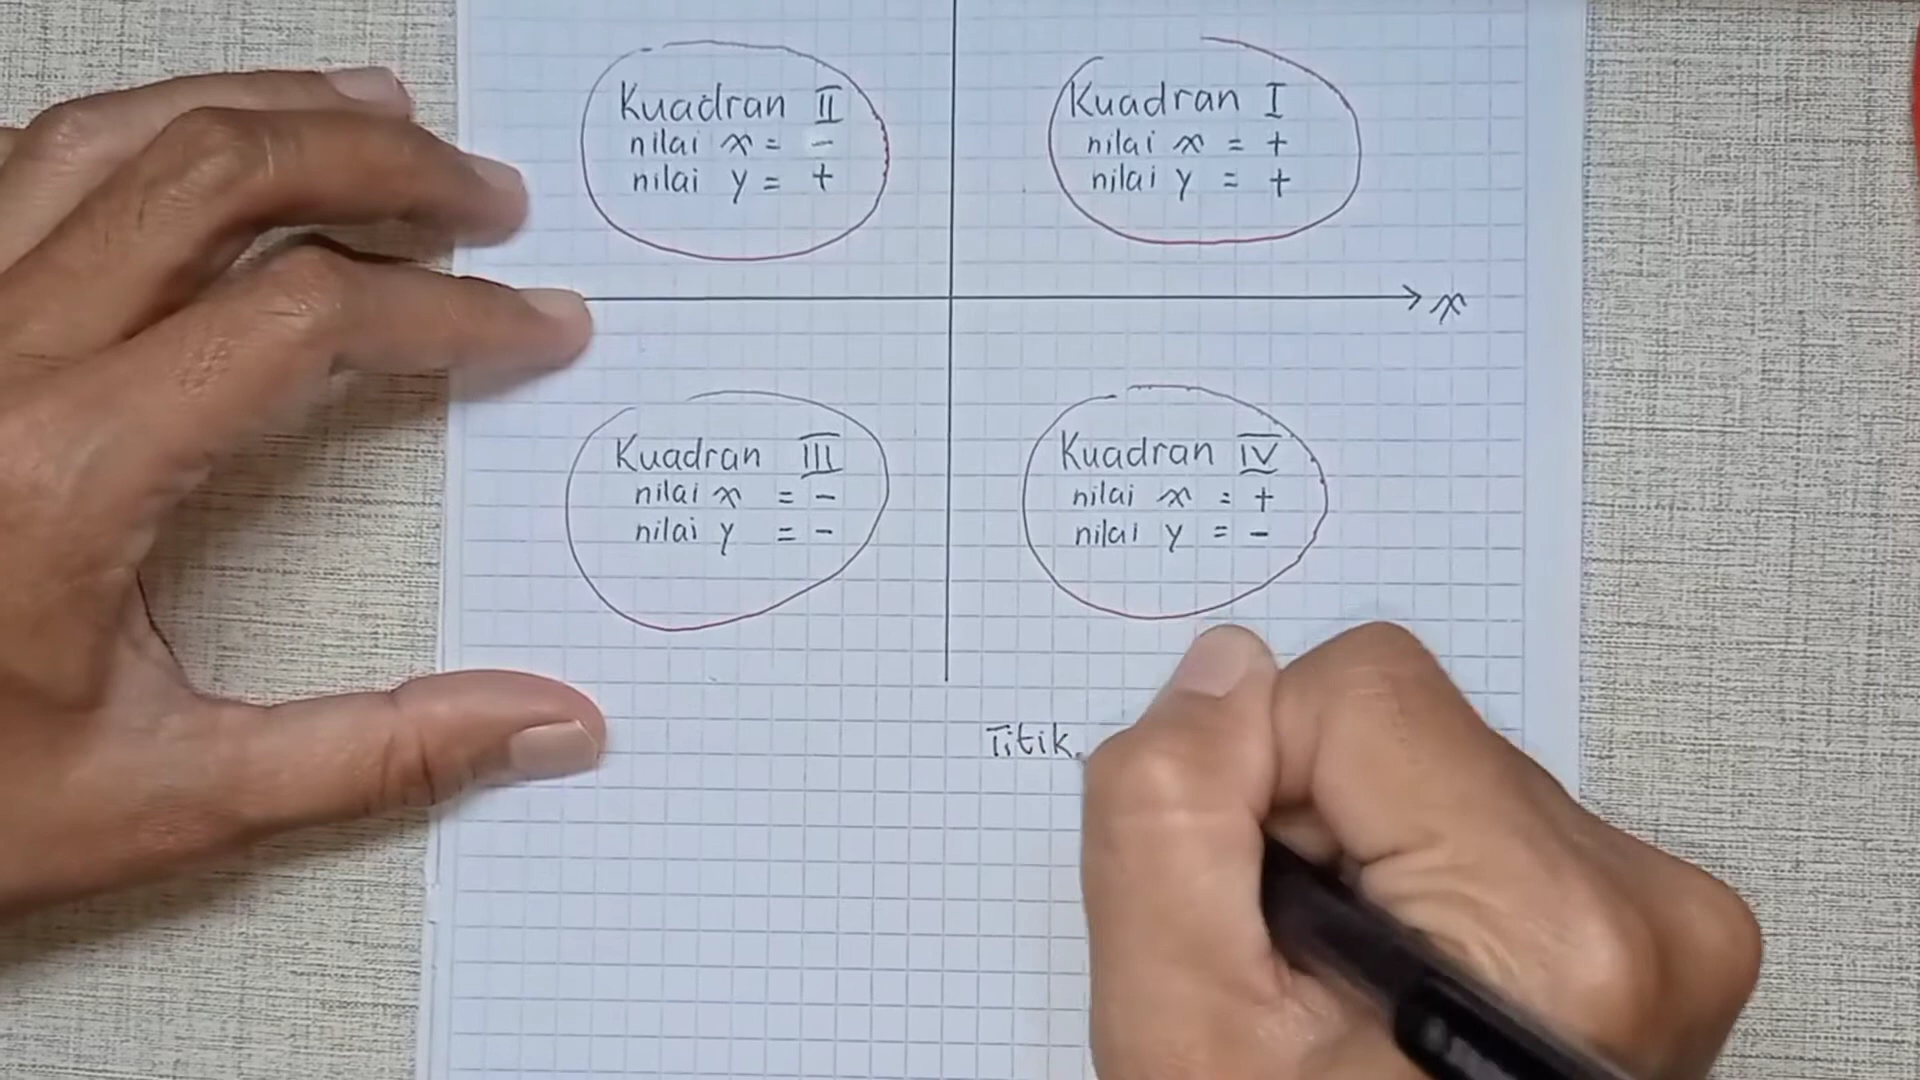 Kuadran II
nilai x = -
nilai y = +
Kuadran I
nilai x = +
nilai y = +
x
Kuadran III
nilai x = -
nilai y = -
Kuadran IV
nilai x = +
nilai y = -
Titik